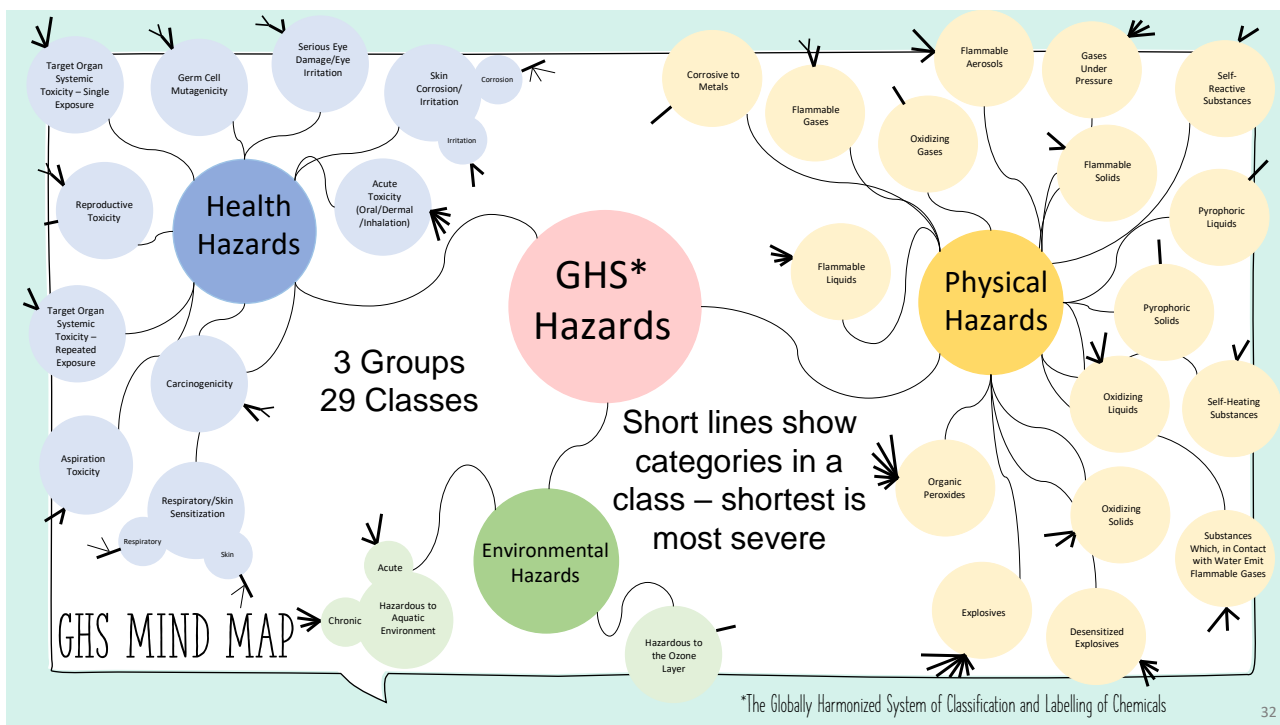 Target Organ
Systemic
Toxicity – Single
Exposure
Germ Cell
Mutagenicity
Serious Eye
Damage/Eye
Irritation
Skin
Corrosion/
Irritation
Corrosion
Irritation
Reproductive
Toxicity
Health
Hazards
Acute
Toxicity
(Oral/Dermal
/Inhalation)
Target Organ
Systemic
Toxicity –
Repeated
Exposure
Carcinogenicity
Aspiration
Toxicity
Respiratory/Skin
Sensitization
Respiratory
Skin
GHS*
Hazards
3 Groups
29 Classes
Short lines show
categories in a
class – shortest is
most severe
Corrosive to
Metals
Flammable
Gases
Oxidizing
Gases
Flammable
Aerosols
Gases
Under
Pressure
Self-
Reactive
Substances
Flammable
Solids
Pyrophoric
Liquids
Flammable
Liquids
Physical
Hazards
Pyrophoric
Solids
Oxidizing
Liquids
Self-Heating
Substances
Organic
Peroxides
Oxidizing
Solids
Substances
Which, in Contact
with Water Emit
Flammable Gases
Explosives
Desensitized
Explosives
Environmental
Hazards
Acute
Chronic
Hazardous to
Aquatic
Environment
Hazardous to
the Ozone
Layer
GHS MIND MAP
*The Globally Harmonized System of Classification and Labelling of Chemicals
32